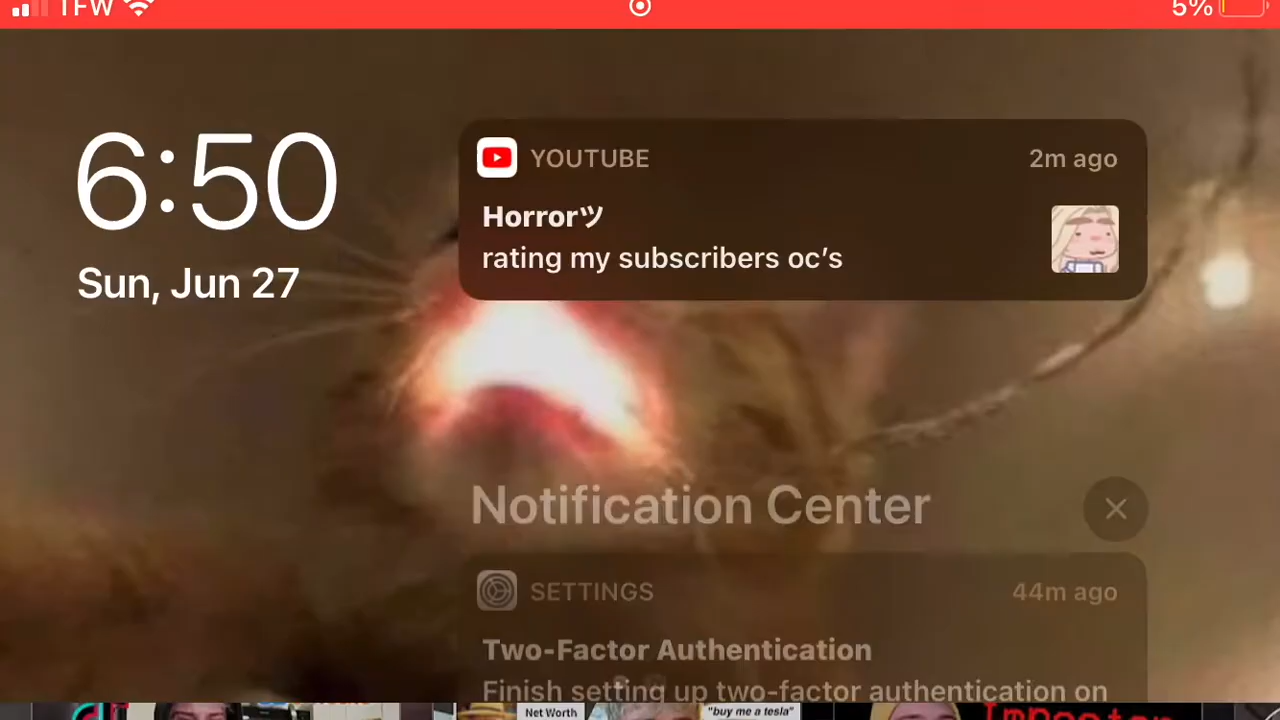 TFW
5%
6:50
Sun, Jun 27
YOUTUBE
2m ago
Horrorツ
rating my subscribers oc's
Notification Center
SETTINGS
44m ago
Two-Factor Authentication
Finish setting up two-factor authentication on
Net Worth
"buy me a tesla"
Imposter